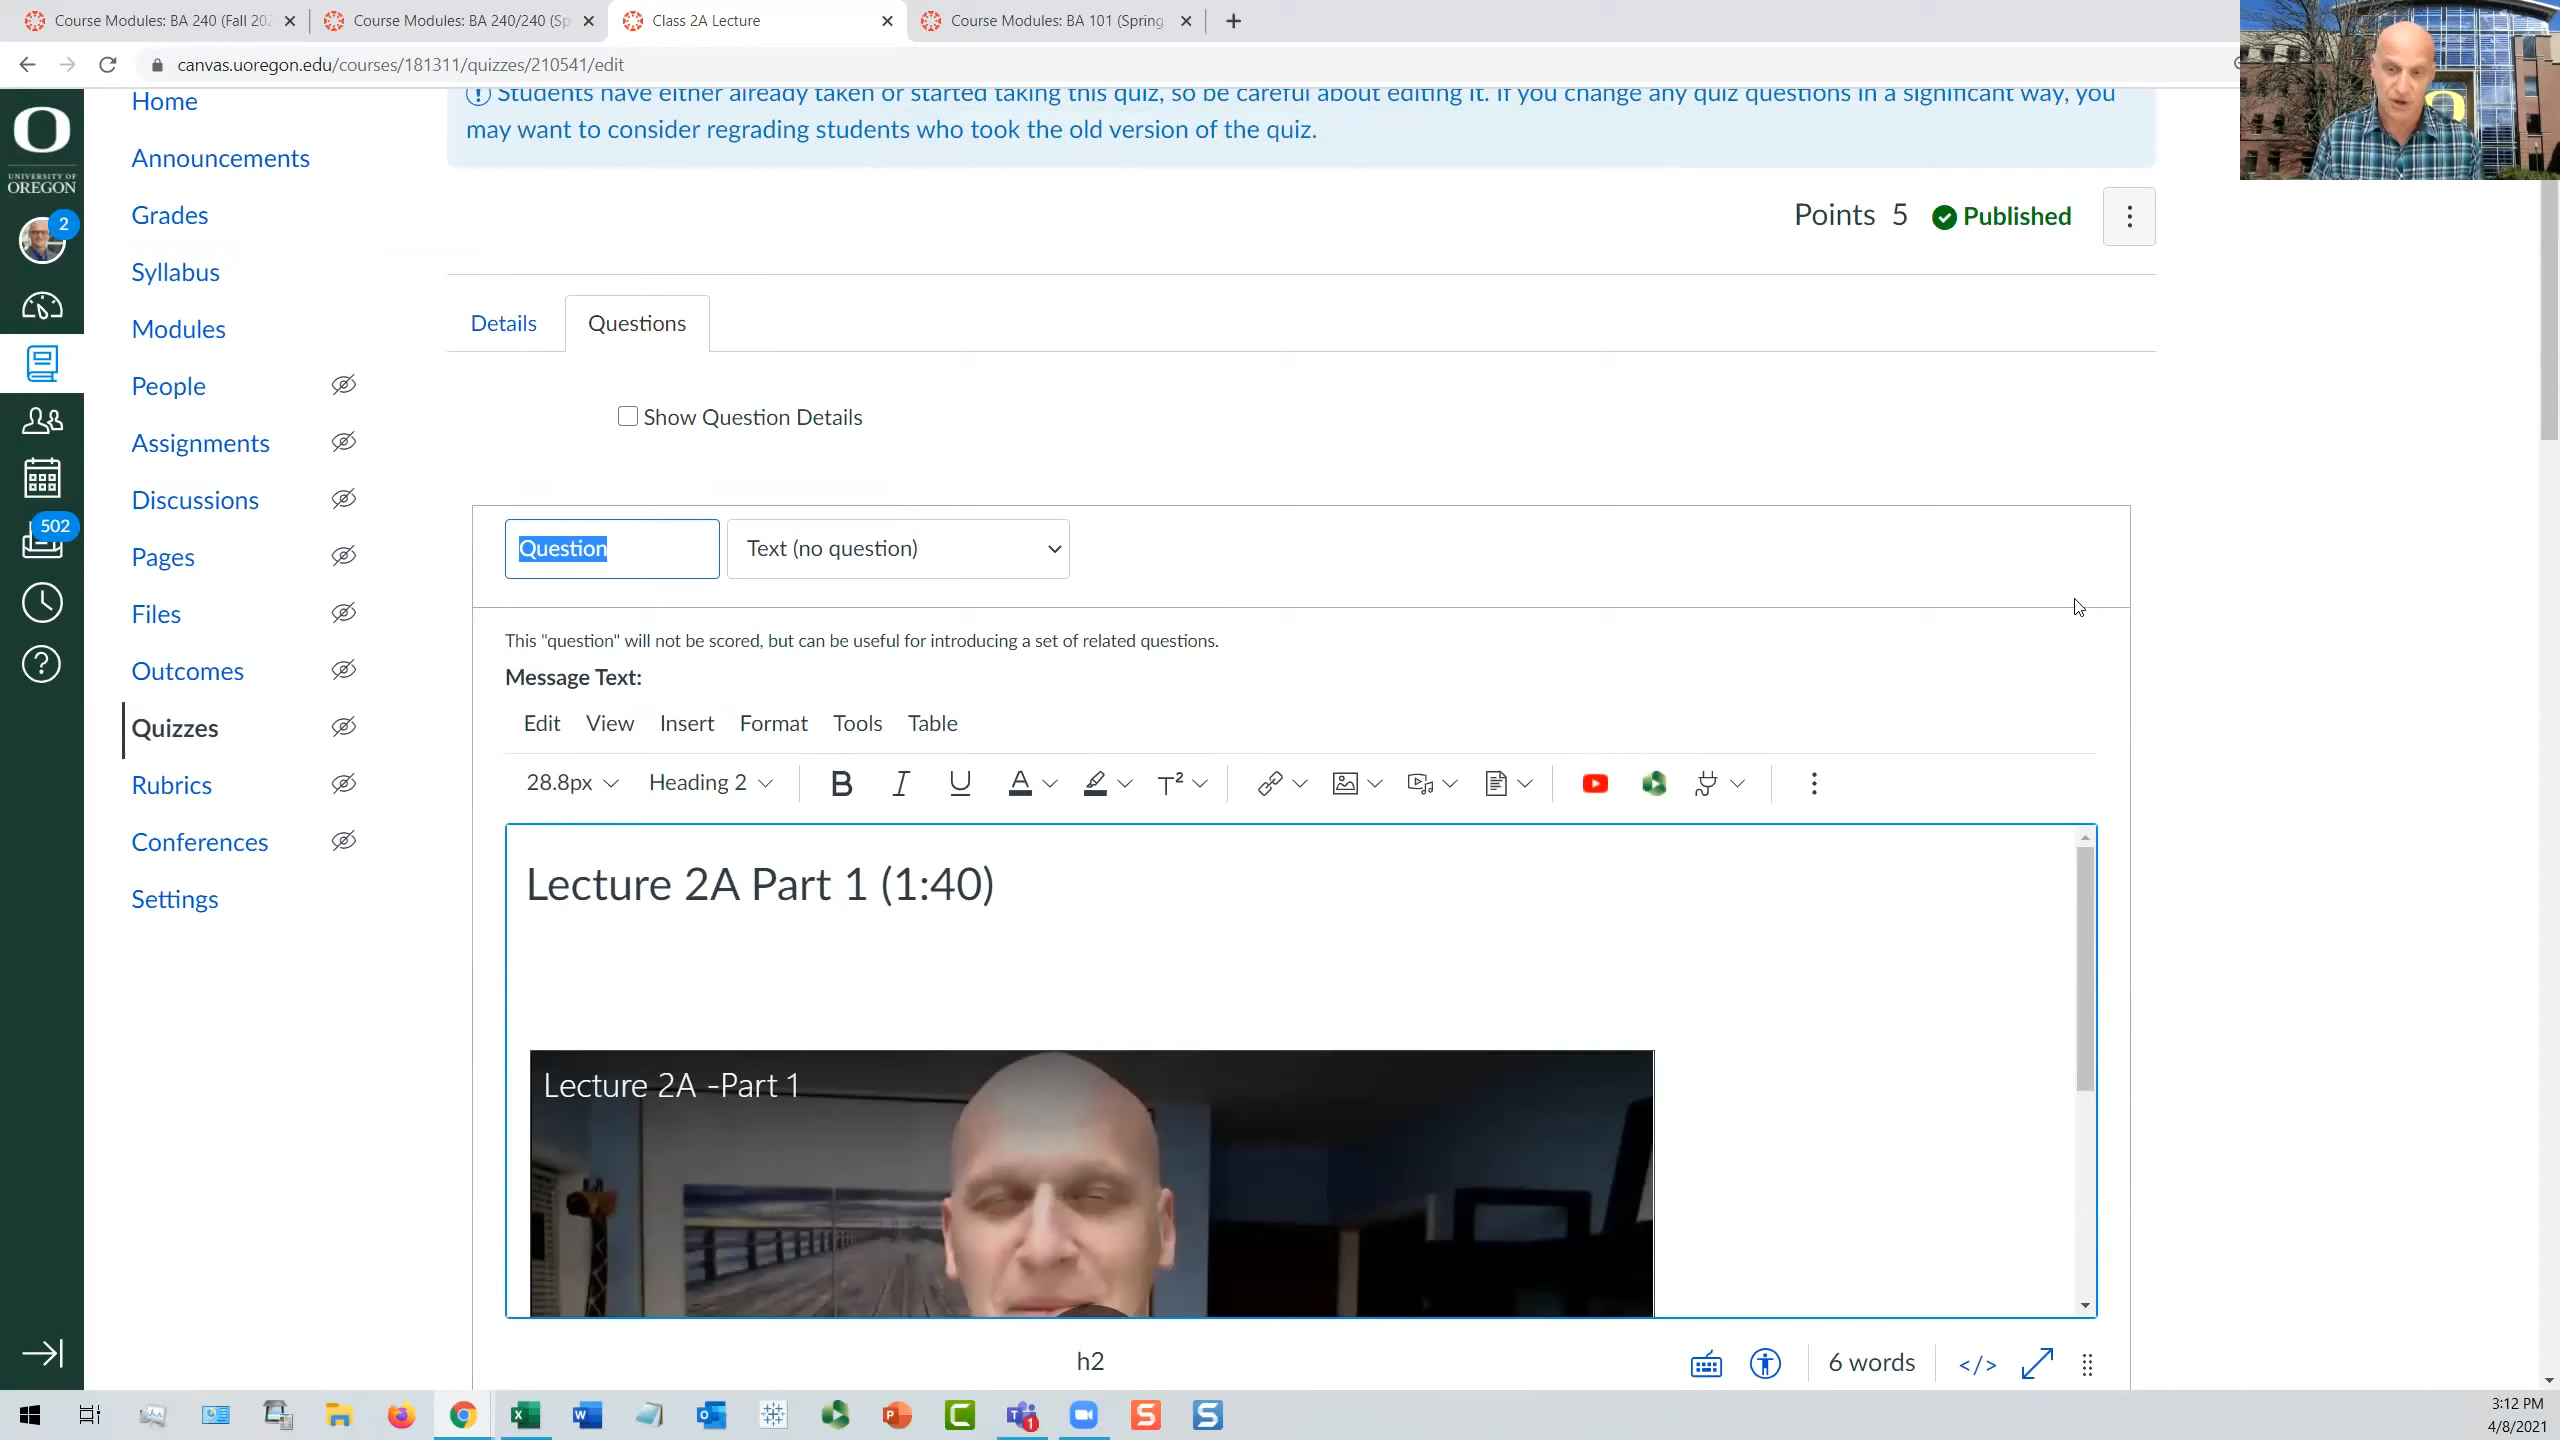 Course Modules: BA 240 (Fall 202
Course Modules: BA 240/240 (Sp
Class 2A Lecture
Course Modules: BA 101 (Spring
canvas.uoregon.edu/courses/181311/quizzes/210541/edit
UNIVERSITY OF
OREGON
2
502
Home
Announcements
Grades
Syllabus
Modules
People
Assignments
Discussions
Pages
Files
Outcomes
Quizzes
Rubrics
Conferences
Settings
Students have either already taken or started taking this quiz, so be careful about editing it. If you change any quiz questions in a significant way, you
may want to consider regrading students who took the old version of the quiz.
Points 5 Published
Details
Questions
Show Question Details
Question
Text (no question)
This "question" will not be scored, but can be useful for introducing a set of related questions.
Message Text:
Edit View Insert Format Tools Table
28.8px Heading 2 B I U A T²
Lecture 2A Part 1 (1:40)
Lecture 2A -Part 1
h2
6 words
</>
3:12 PM
4/8/2021